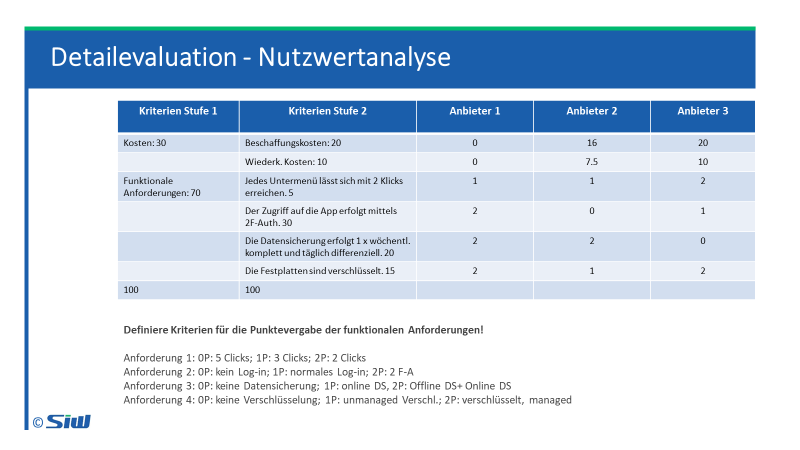 Detailevaluation - Nutzwertanalyse
Kriterien Stufe 1 Kriterien Stufe 2 Anbieter 1 Anbieter 2 Anbieter 3
Kosten: 30 Beschaffungskosten: 20 0 16 20
Wiederk. Kosten: 10 0 7.5 10
Funktionale Anforderungen: 70 Jedes Untermenü lässt sich mit 2 Klicks erreichen. 5 1 1 2
Der Zugriff auf die App erfolgt mittels 2F-Auth. 30 2 0 1
Die Datensicherung erfolgt 1 x wöchentl. komplett und täglich differenziell. 20 2 2 0
Die Festplatten sind verschlüsselt. 15 2 1 2
100 100
Definiere Kriterien für die Punktevergabe der funktionalen Anforderungen!
Anforderung 1: 0P: 5 Clicks; 1P: 3 Clicks; 2P: 2 Clicks
Anforderung 2: 0P: kein Log-in; 1P: normales Log-in; 2P: 2 F-A
Anforderung 3: 0P: keine Datensicherung; 1P: online DS, 2P: Offline DS+ Online DS
Anforderung 4: 0P: keine Verschlüsselung; 1P: unmanaged Verschl.; 2P: verschlüsselt, managed
© SIW